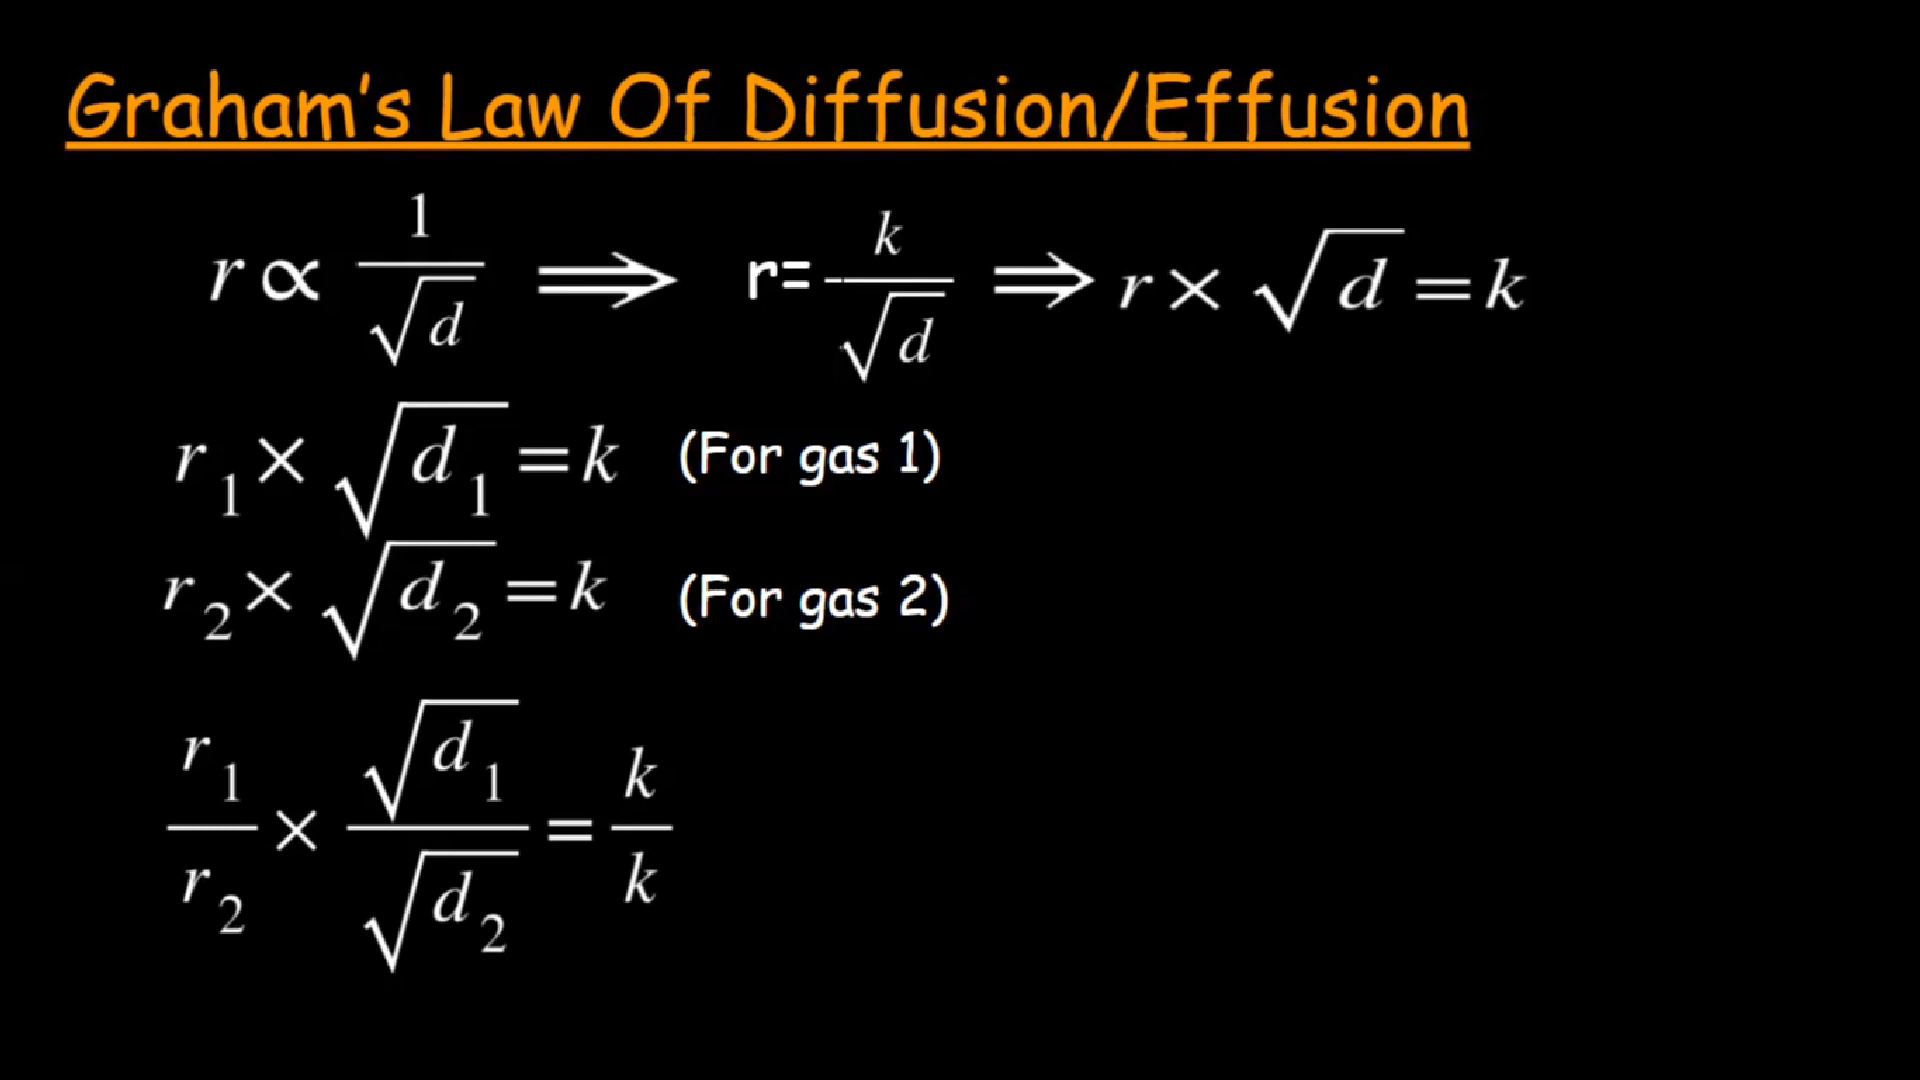 Graham's Law Of Diffusion/Effusion
r ∝ 1/√d ⟹ r= k/√d ⟹ r × √d = k
r₁ × √d₁ = k (For gas 1)
r₂ × √d₂ = k (For gas 2)
r₁/r₂ × √d₁/√d₂ = k/k